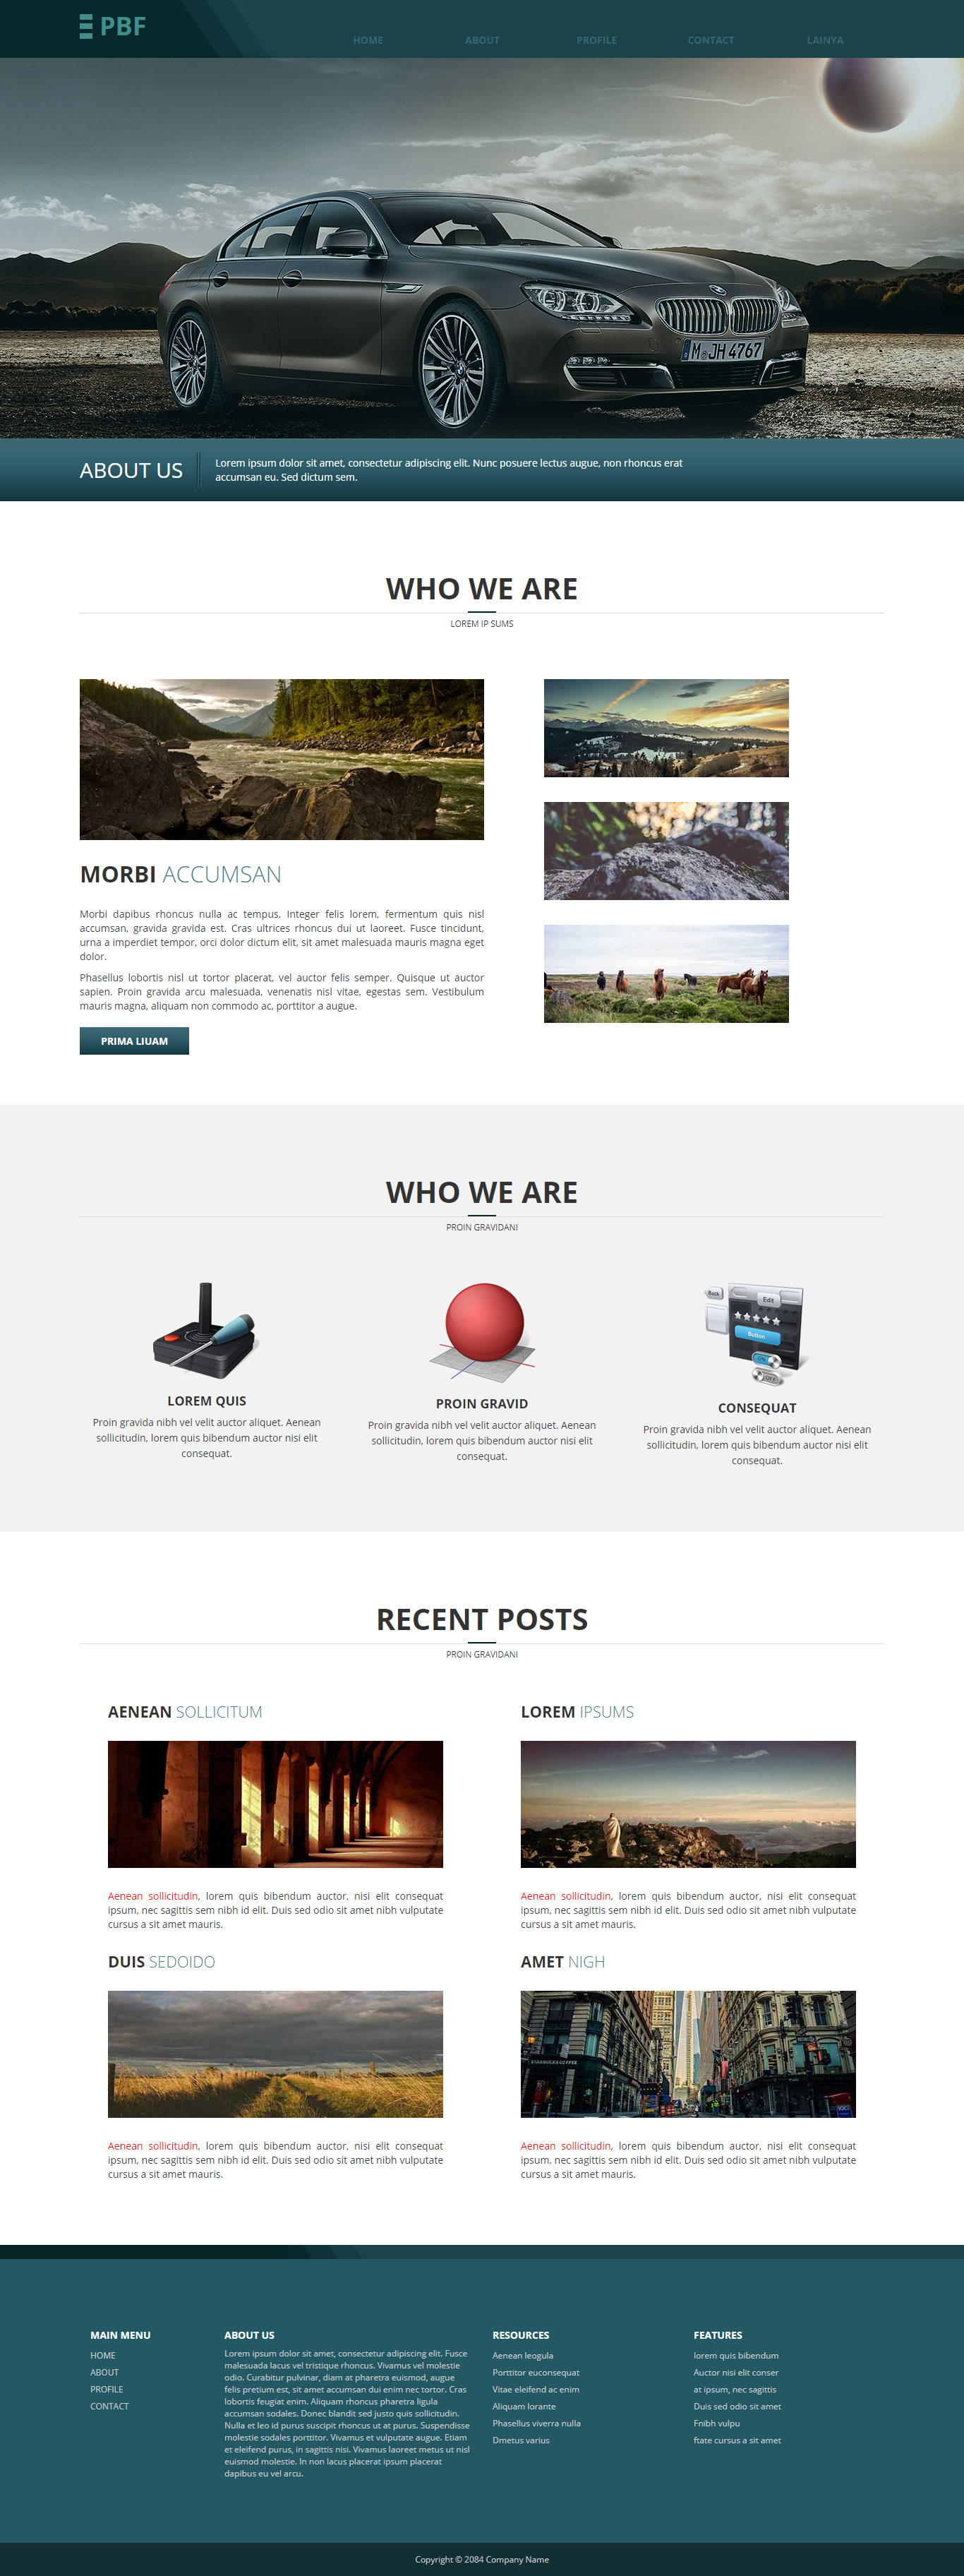 PBF
HOME ABOUT PROFILE CONTACT LAINYA
M JH 4767
ABOUT US
Lorem ipsum dolor sit amet, consectetur adipiscing elit. Nunc posuere lectus augue, non rhoncus erat
accumsan eu. Sed dictum sem.
WHO WE ARE
LOREM IP SUMS
MORBI ACCUMSAN
Morbi dapibus rhoncus nulla ac tempus. Integer felis lorem, fermentum quis nisl
accumsan, gravida gravida est. Cras ultrices rhoncus dui ut laoreet. Fusce tincidunt,
urna a imperdiet tempor, orci dolor dictum elit, sit amet malesuada mauris magna eget
dolor.
Phasellus lobortis nisl ut tortor placerat, vel auctor felis semper. Quisque ut auctor
sapien. Proin gravida arcu malesuada, venenatis nisl vitae, egestas sem. Vestibulum
mauris magna, aliquam non commodo ac, porttitor a augue.
PRIMA LIUAM
WHO WE ARE
PROIN GRAVIDANI
Back
Edit
Button
ON
OFF
LOREM QUIS
Proin gravida nibh vel velit auctor aliquet. Aenean
sollicitudin, lorem quis bibendum auctor nisi elit
consequat.
PROIN GRAVID
Proin gravida nibh vel velit auctor aliquet. Aenean
sollicitudin, lorem quis bibendum auctor nisi elit
consequat.
CONSEQUAT
Proin gravida nibh vel velit auctor aliquet. Aenean
sollicitudin, lorem quis bibendum auctor nisi elit
consequat.
RECENT POSTS
PROIN GRAVIDANI
AENEAN SOLLICITUM
Aenean sollicitudin, lorem quis bibendum auctor, nisi elit consequat
ipsum, nec sagittis sem nibh id elit. Duis sed odio sit amet nibh vulputate
cursus a sit amet mauris.
LOREM IPSUMS
Aenean sollicitudin, lorem quis bibendum auctor, nisi elit consequat
ipsum, nec sagittis sem nibh id elit. Duis sed odio sit amet nibh vulputate
cursus a sit amet mauris.
DUIS SEDOIDO
Aenean sollicitudin, lorem quis bibendum auctor, nisi elit consequat
ipsum, nec sagittis sem nibh id elit. Duis sed odio sit amet nibh vulputate
cursus a sit amet mauris.
AMET NIGH
STARBUCKS COFFEE
Aenean sollicitudin, lorem quis bibendum auctor, nisi elit consequat
ipsum, nec sagittis sem nibh id elit. Duis sed odio sit amet nibh vulputate
cursus a sit amet mauris.
MAIN MENU
HOME
ABOUT
PROFILE
CONTACT
ABOUT US
Lorem ipsum dolor sit amet, consectetur adipiscing elit. Fusce
malesuada lacus vel tristique rhoncus. Vivamus vel molestie
odio. Curabitur pulvinar, diam at pharetra euismod, augue
felis pretium est, sit amet accumsan dui enim nec tortor. Cras
lobortis feugiat enim. Aliquam rhoncus pharetra ligula
accumsan sodales. Donec blandit sed justo quis sollicitudin.
Nulla et leo id purus suscipit rhoncus ut at purus. Suspendisse
molestie sodales porttitor. Vivamus et vulputate augue. Etiam
et eleifend purus, in sagittis nisi. Vivamus laoreet metus ut nisl
euismod molestie. In non lacus placerat ipsum placerat
dapibus eu vel arcu.
RESOURCES
Aenean leogula
Porttitor euconsequat
Vitae eleifend ac enim
Aliquam lorante
Phasellus viverra nulla
Dmetus varius
FEATURES
lorem quis bibendum
Auctor nisi elit conser
at ipsum, nec sagittis
Duis sed odio sit amet
Fnibh vulpu
ftate cursus a sit amet
Copyright © 2084 Company Name